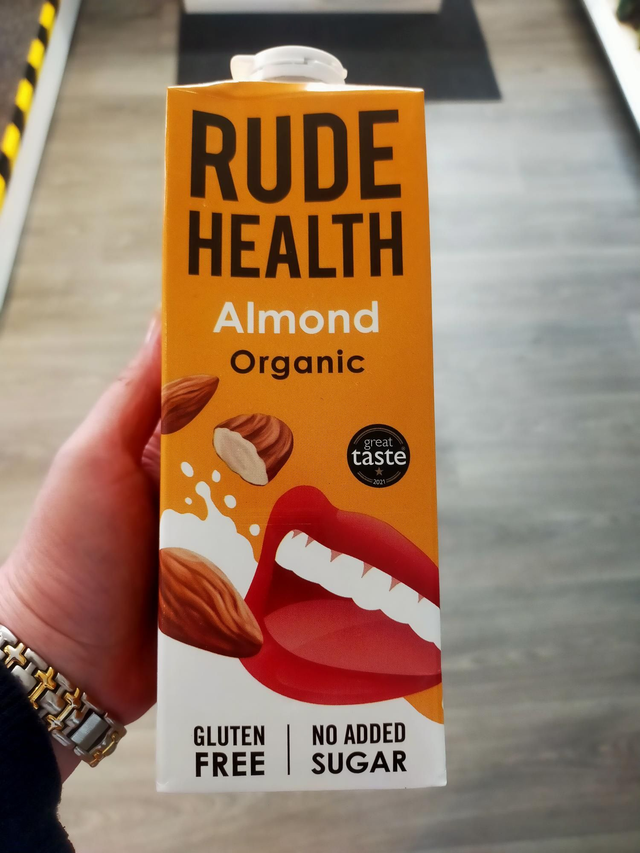 RUDE
HEALTH
Almond
Organic
great
taste
2021
GLUTEN
FREE
NO ADDED
SUGAR